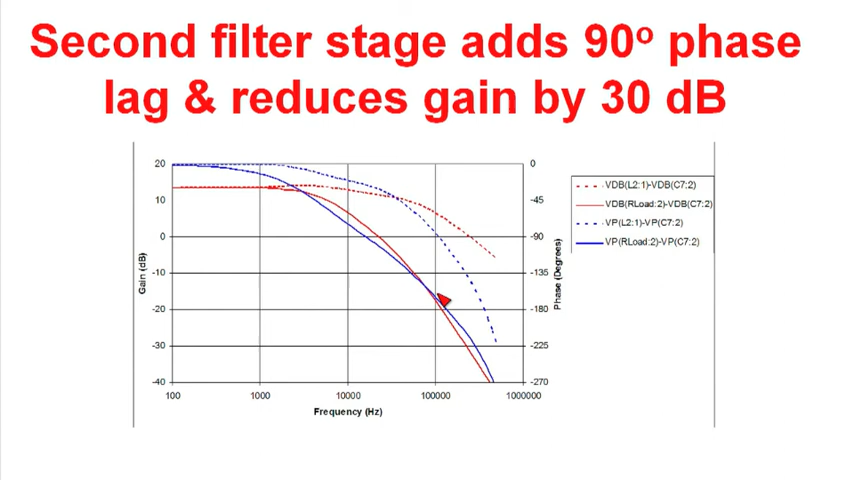 Second filter stage adds 90º phase
lag & reduces gain by 30 dB
20
10
0
-10
-20
-30
-40
Gain (dB)
0
-45
-90
-135
-180
-225
-270
Phase (Degrees)
100
1000
10000
100000
1000000
Frequency (Hz)
VDB(L2:1)-VDB(C7:2)
VDB(RLoad:2)-VDB(C7:2)
VP(L2:1)-VP(C7:2)
VP(RLoad:2)-VP(C7:2)